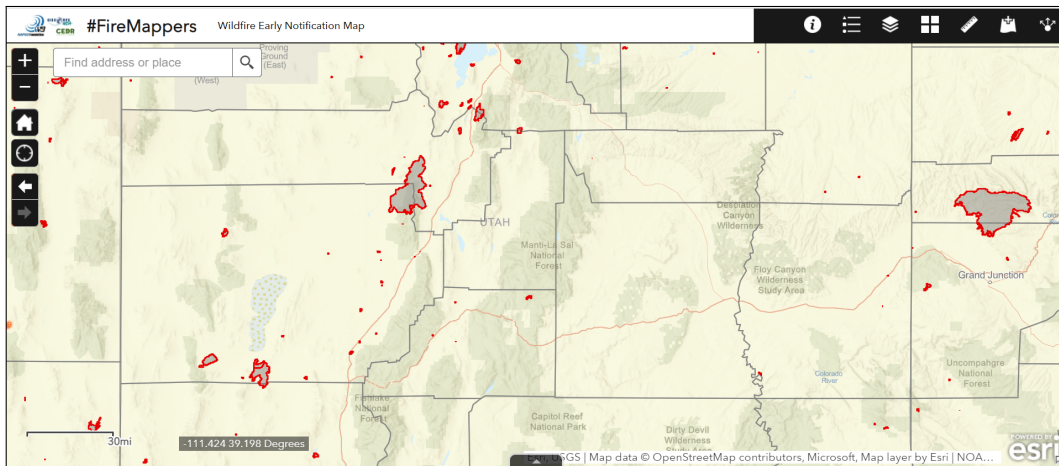 CEDR
#FireMappers
Wildfire Early Notification Map
Find address or place
Proving
Ground
(East)
(West)
UTAH
Manti-La Sal
National
Forest
Desolation
Canyon
Wilderness
Floy Canyon
Wilderness
Study Area
Grand Junction
Colorado
River
Uncompahgre
National
Forest
Fishlake
National
Forest
Capitol Reef
National Park
Dirty Devil
Wilderness
Study Area
30mi
-111.424 39.198 Degrees
Esri, USGS | Map data © OpenStreetMap contributors, Microsoft, Map layer by Esri | NOA...
POWERED BY
esri